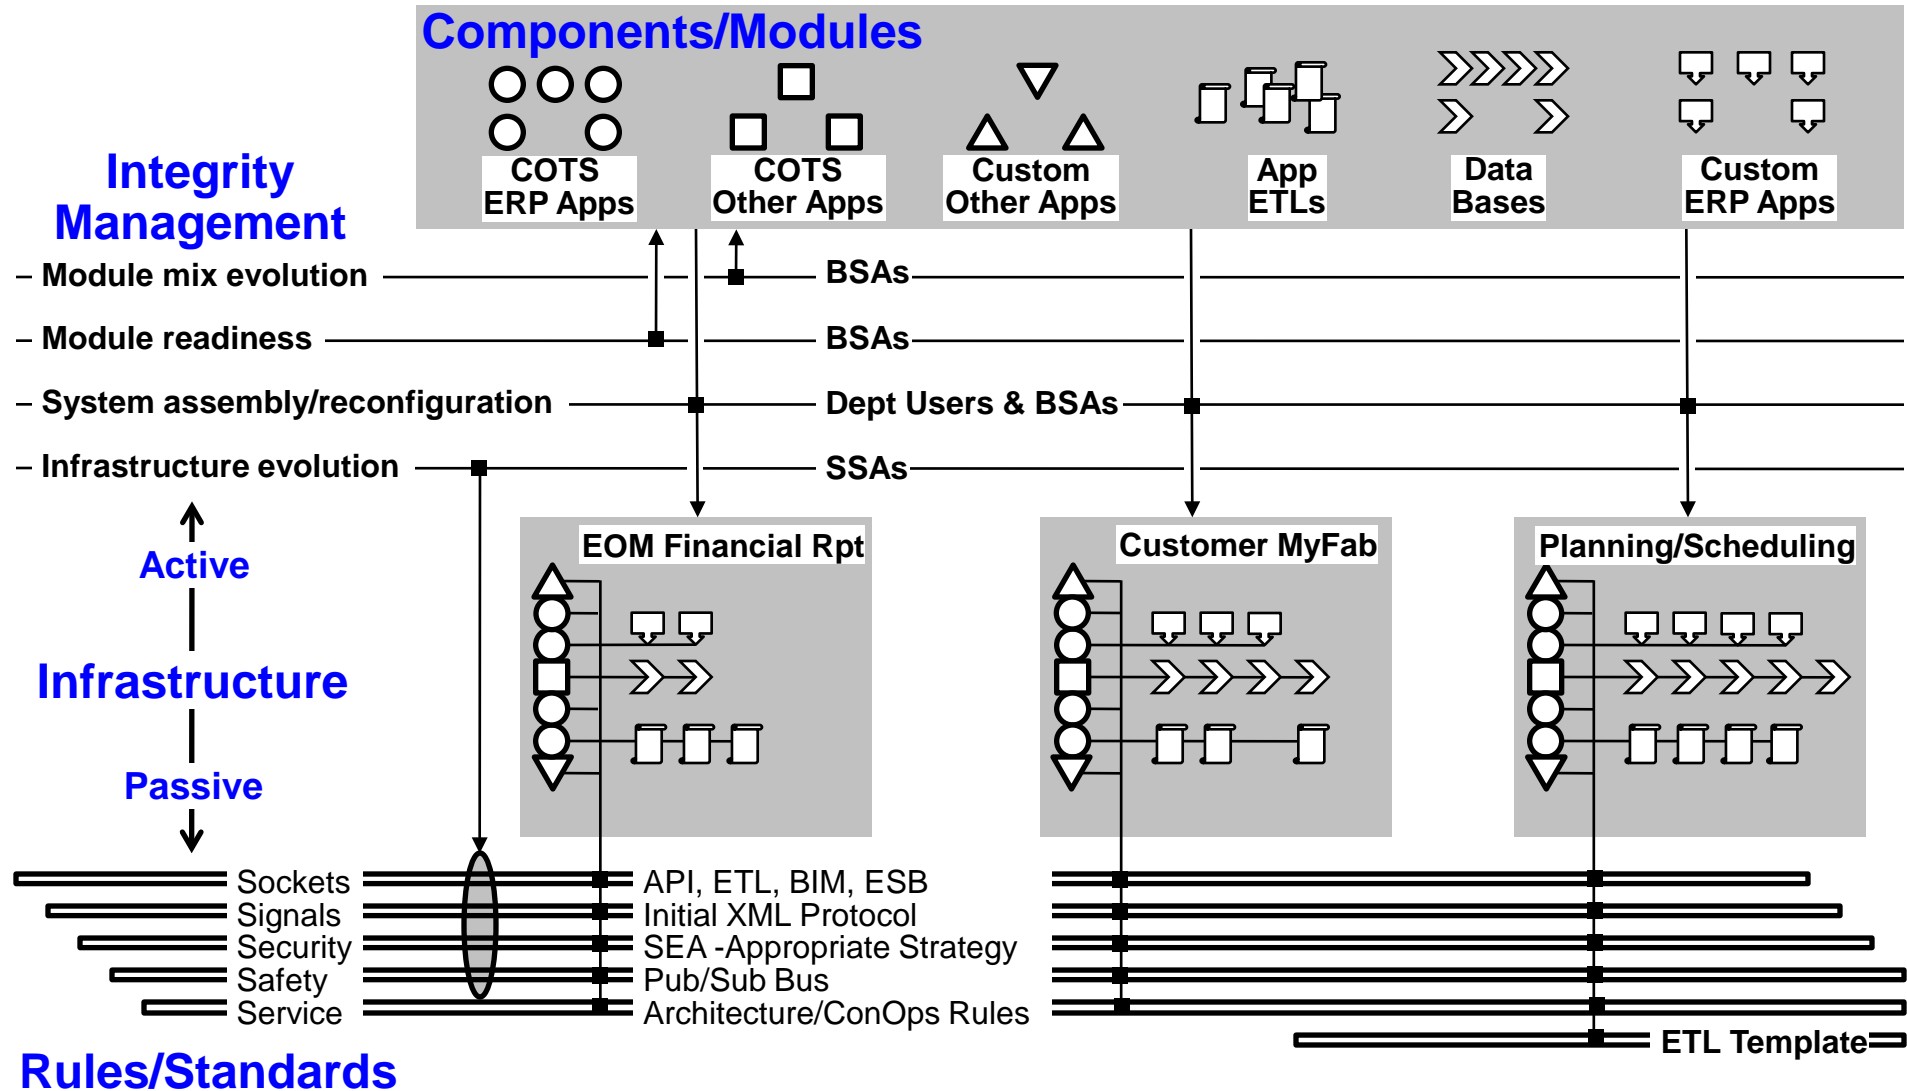 Components/Modules
COTS
ERP Apps
COTS
Other Apps
Custom
Other Apps
App
ETLs
Data
Bases
Custom
ERP Apps
Integrity
Management
– Module mix evolution BSAs
– Module readiness BSAs
– System assembly/reconfiguration Dept Users & BSAs
– Infrastructure evolution SSAs
Active
Infrastructure
Passive
EOM Financial Rpt
Customer MyFab
Planning/Scheduling
Sockets API, ETL, BIM, ESB
Signals Initial XML Protocol
Security SEA -Appropriate Strategy
Safety Pub/Sub Bus
Service Architecture/ConOps Rules
ETL Template
Rules/Standards